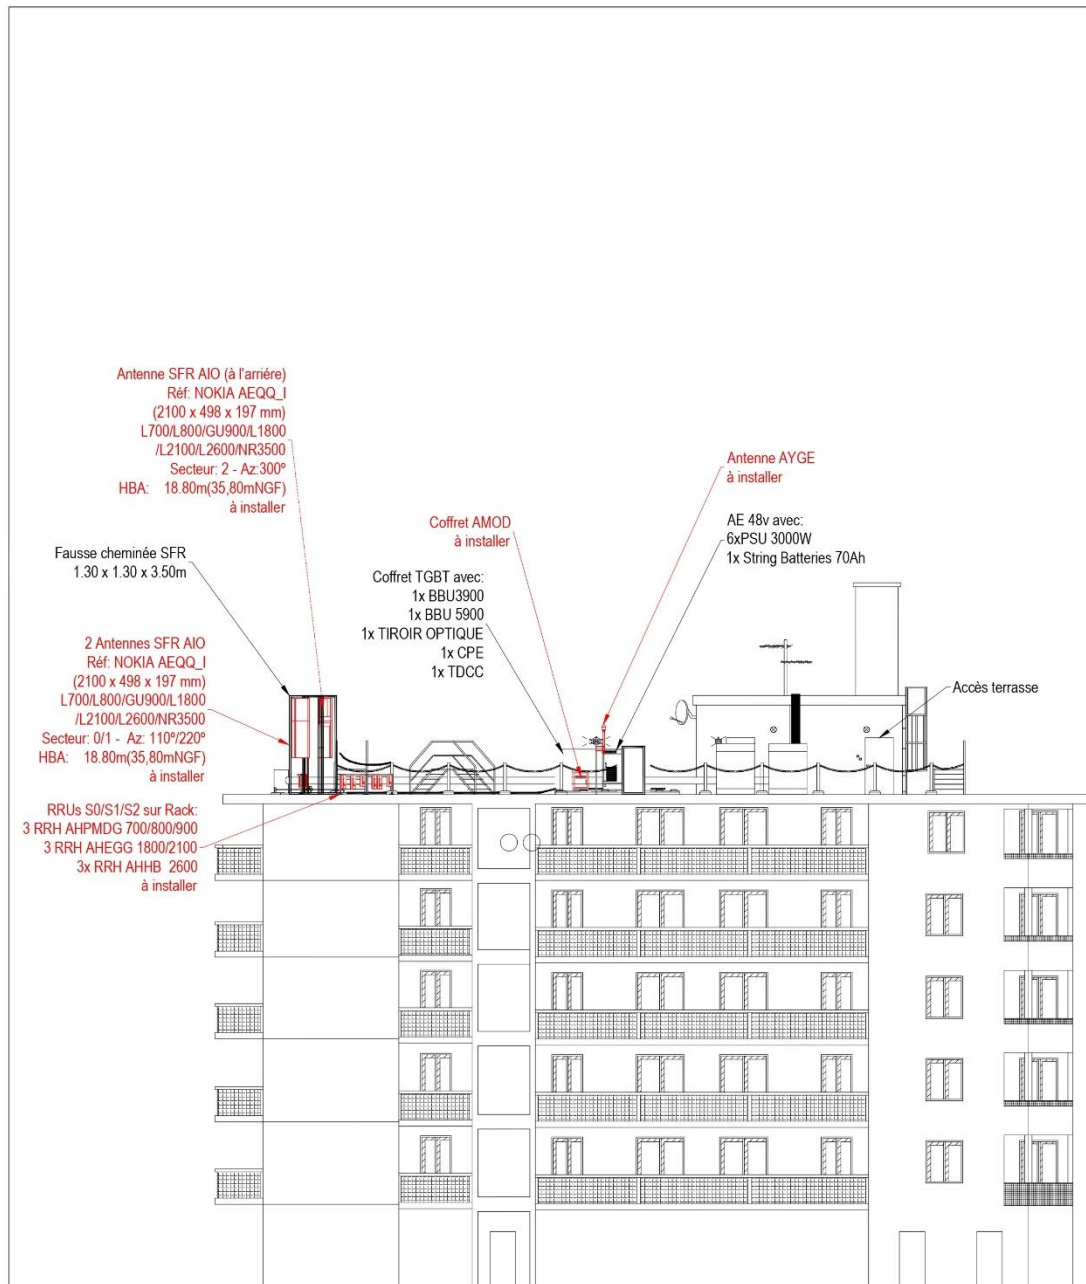 Antenne SFR AIO (à l'arriére)
Réf: NOKIA AEQQ_I
(2100 x 498 x 197 mm)
L700/L800/GU900/L1800
/L2100/L2600/NR3500
Secteur: 2 - Az:300º
HBA: 18.80m(35,80mNGF)
à installer
Fausse cheminée SFR
1.30 x 1.30 x 3.50m
2 Antennes SFR AIO
Réf: NOKIA AEQQ_I
(2100 x 498 x 197 mm)
L700/L800/GU900/L1800
/L2100/L2600/NR3500
Secteur: 0/1 - Az: 110º/220º
HBA: 18.80m(35,80mNGF)
à installer
RRUs S0/S1/S2 sur Rack:
3 RRH AHPMDG 700/800/900
3 RRH AHEGG 1800/2100
3x RRH AHHB 2600
à installer
Coffret AMOD
à installer
Coffret TGBT avec:
1x BBU3900
1x BBU 5900
1x TIROIR OPTIQUE
1x CPE
1x TDCC
Antenne AYGE
à installer
AE 48v avec:
6xPSU 3000W
1x String Batteries 70Ah
Accès terrasse